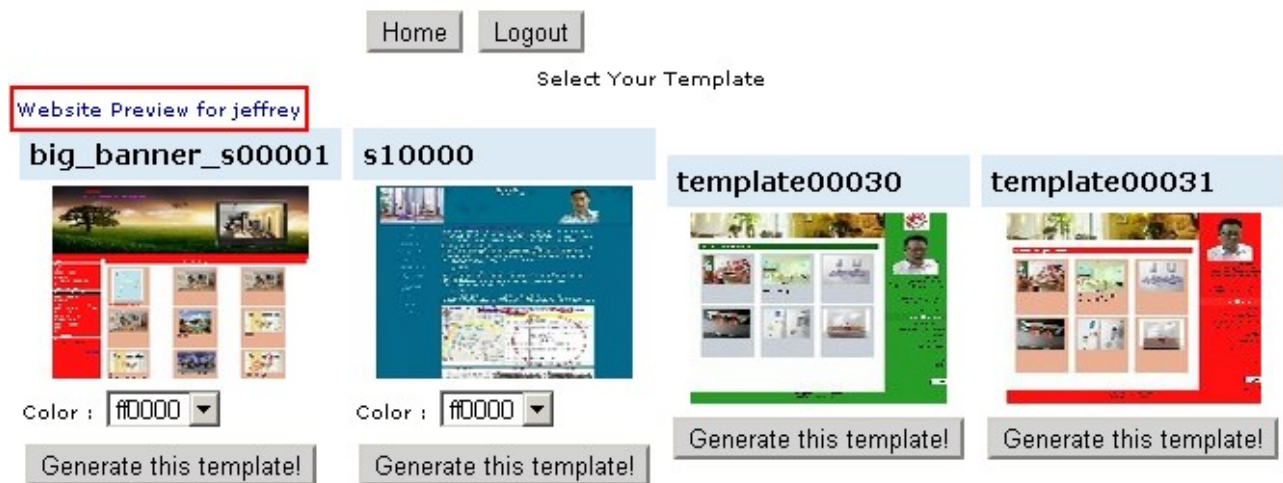 Home Logout
Select Your Template
Website Preview for jeffrey
big_banner_s00001
s10000
template00030
template00031
Color : ff0000
Color : ff0000
Generate this template!
Generate this template!
Generate this template!
Generate this template!